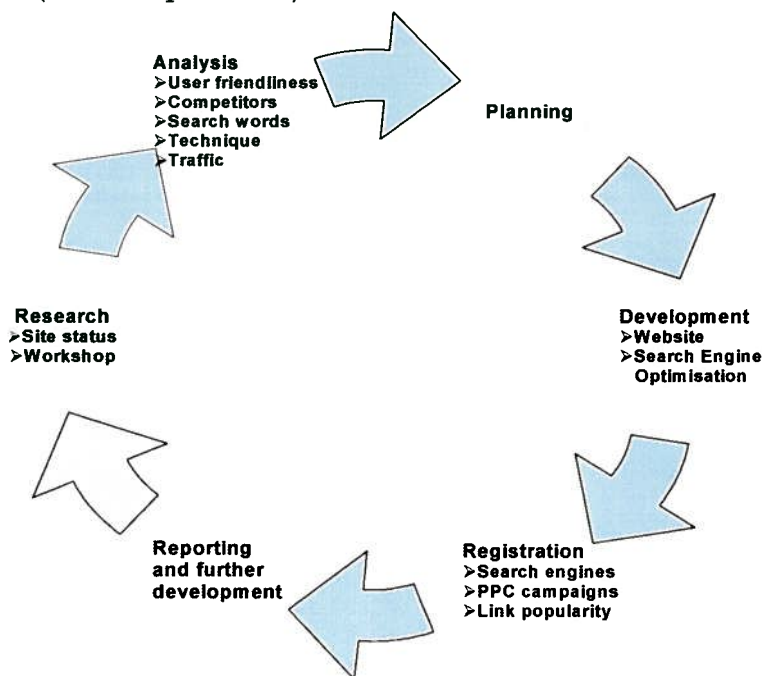 Analysis
➢User friendliness
➢Competitors
➢Search words
➢Technique
➢Traffic
Planning
Research
➢Site status
➢Workshop
Development
➢Website
➢Search Engine
Optimisation
Reporting
and further
development
Registration
➢Search engines
➢PPC campaigns
➢Link popularity